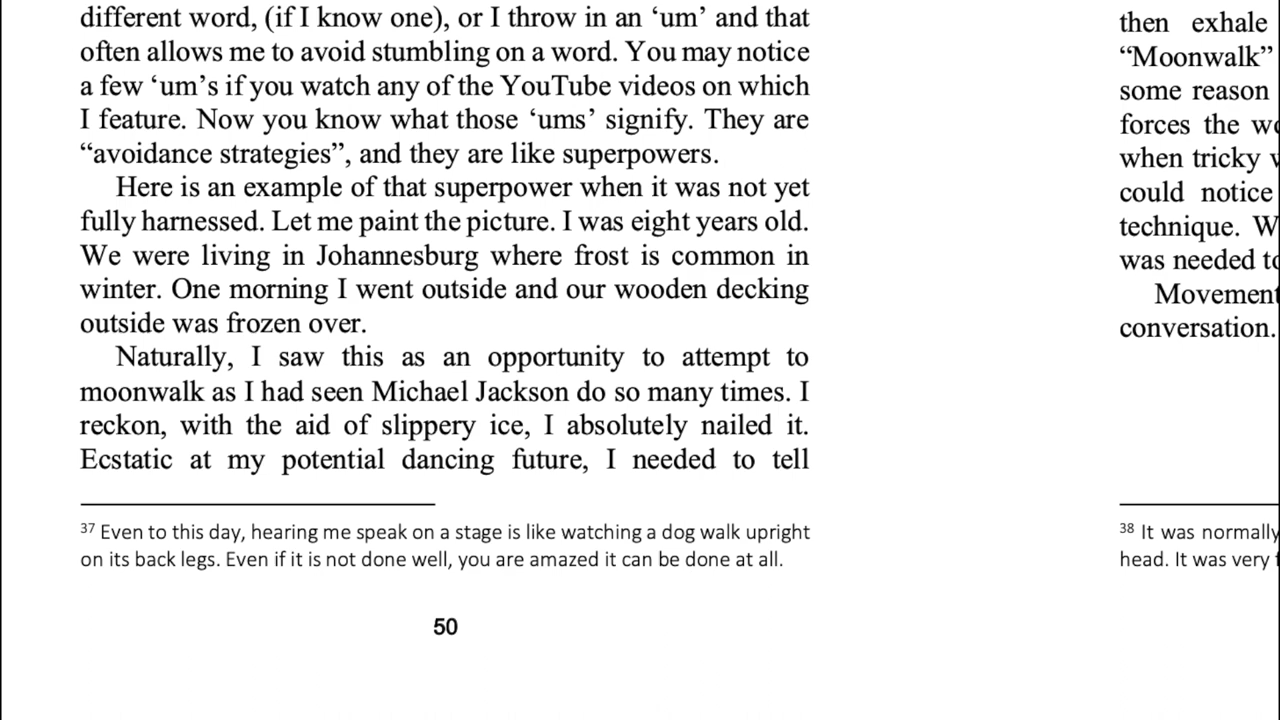 different word, (if I know one), or I throw in an ‘um’ and that
often allows me to avoid stumbling on a word. You may notice
a few ‘um’s if you watch any of the YouTube videos on which
I feature. Now you know what those ‘ums’ signify. They are
“avoidance strategies”, and they are like superpowers.
Here is an example of that superpower when it was not yet
fully harnessed. Let me paint the picture. I was eight years old.
We were living in Johannesburg where frost is common in
winter. One morning I went outside and our wooden decking
outside was frozen over.
Naturally, I saw this as an opportunity to attempt to
moonwalk as I had seen Michael Jackson do so many times. I
reckon, with the aid of slippery ice, I absolutely nailed it.
Ecstatic at my potential dancing future, I needed to tell
37 Even to this day, hearing me speak on a stage is like watching a dog walk upright
on its back legs. Even if it is not done well, you are amazed it can be done at all.
50
then exhale
“Moonwalk”
some reason
forces the
when tricky
could notice
technique.
was needed
Movement
conversation.
38 It was normally
head. It was very